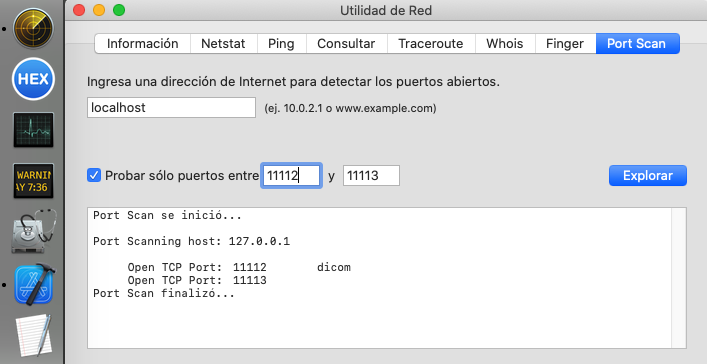 Utilidad de Red
Información Netstat Ping Consultar Traceroute Whois Finger Port Scan
HEX
Ingresa una dirección de Internet para detectar los puertos abiertos.
localhost (ej. 10.0.2.1 o www.example.com)
WARNIN
AY 7:36
Probar sólo puertos entre 11112 y 11113 Explorar
Port Scan se inició...
Port Scanning host: 127.0.0.1
Open TCP Port: 11112 dicom
Open TCP Port: 11113
Port Scan finalizó...